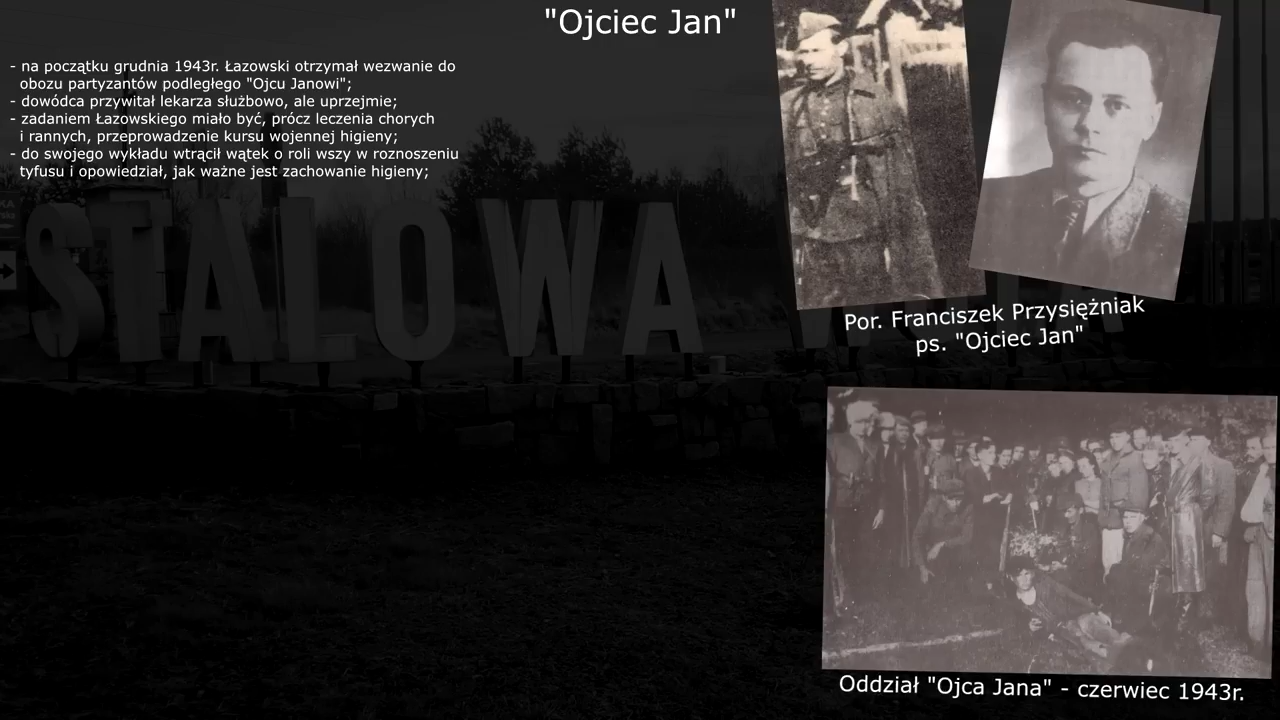 "Ojciec Jan"
- na początku grudnia 1943r. Łazowski otrzymał wezwanie do
obozu partyzantów podległego "Ojcu Janowi";
- dowódca przywitał lekarza służbowo, ale uprzejmie;
- zadaniem Łazowskiego miało być, prócz leczenia chorych
i rannych, przeprowadzenie kursu wojennej higieny;
- do swojego wykładu wtrącił wątek o roli wszy w roznoszeniu
tyfusu i opowiedział, jak ważne jest zachowanie higieny;
STALOWA
Por. Franciszek Przysiężniak
ps. "Ojciec Jan"
Oddział "Ojca Jana" - czerwiec 1943r.